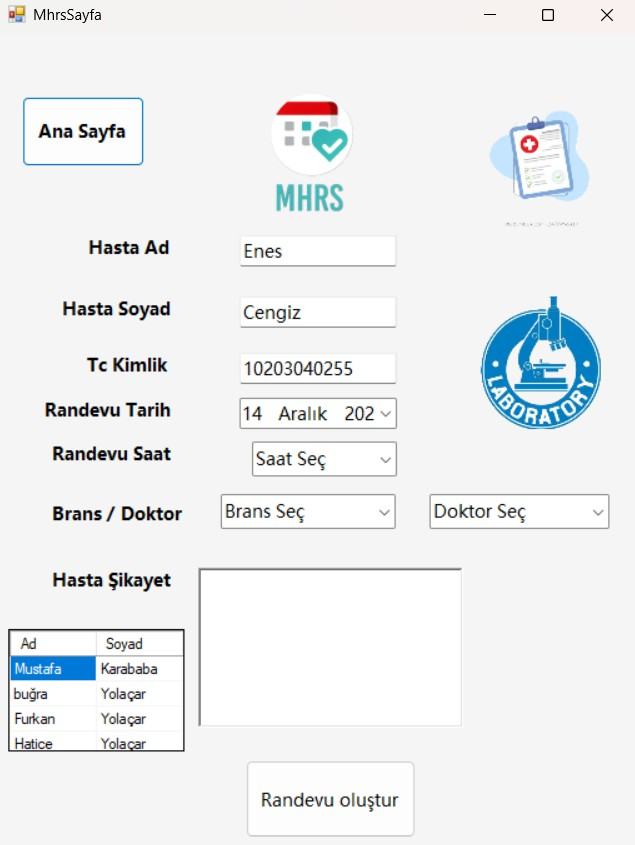 MhrsSayfa
Ana Sayfa
MHRS
Hasta Ad
Enes
Hasta Soyad
Cengiz
Tc Kimlik
10203040255
Randevu Tarih
14 Aralık 202
Randevu Saat
Saat Seç
Brans / Doktor
Brans Seç
Doktor Seç
LABORATORY
Hasta Şikayet
Ad Soyad
Mustafa Karababa
buğra Yolaçar
Furkan Yolaçar
Hatice Yolaçar
Randevu oluştur